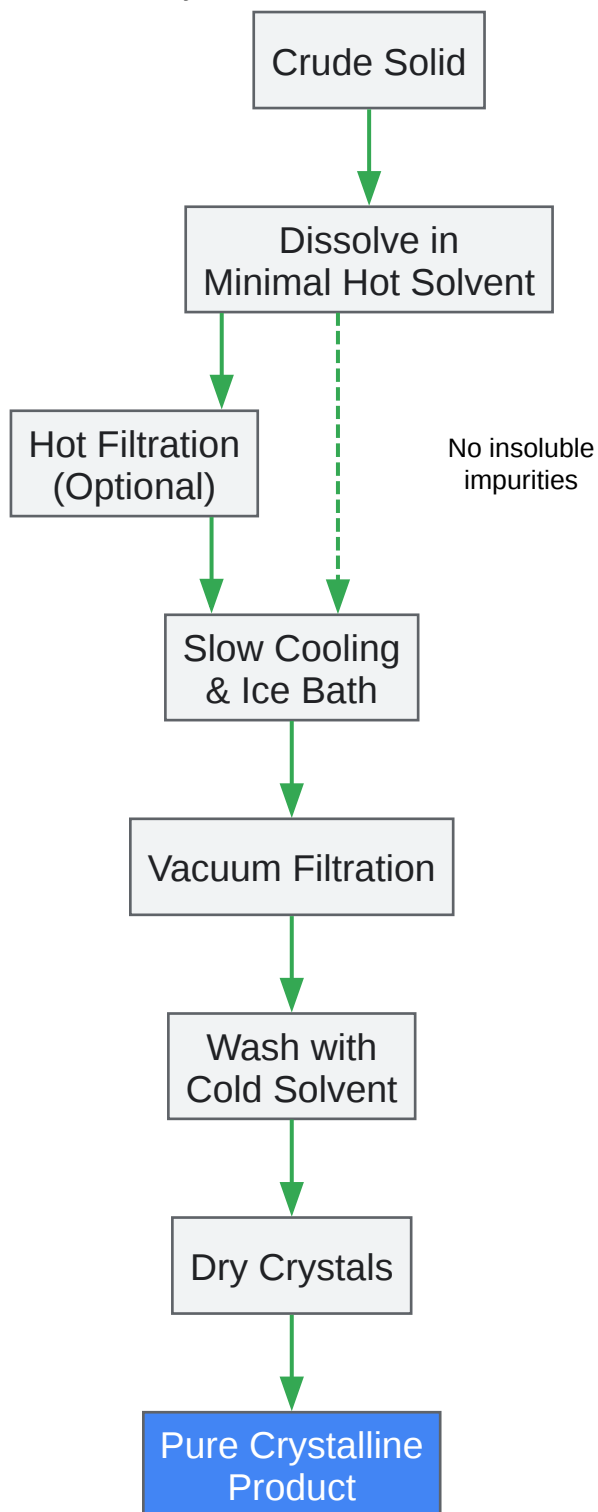 Crude Solid
Dissolve in
Minimal Hot Solvent
Hot Filtration
(Optional)
No insoluble
impurities
Slow Cooling
& Ice Bath
Vacuum Filtration
Wash with
Cold Solvent
Dry Crystals
Pure Crystalline
Product